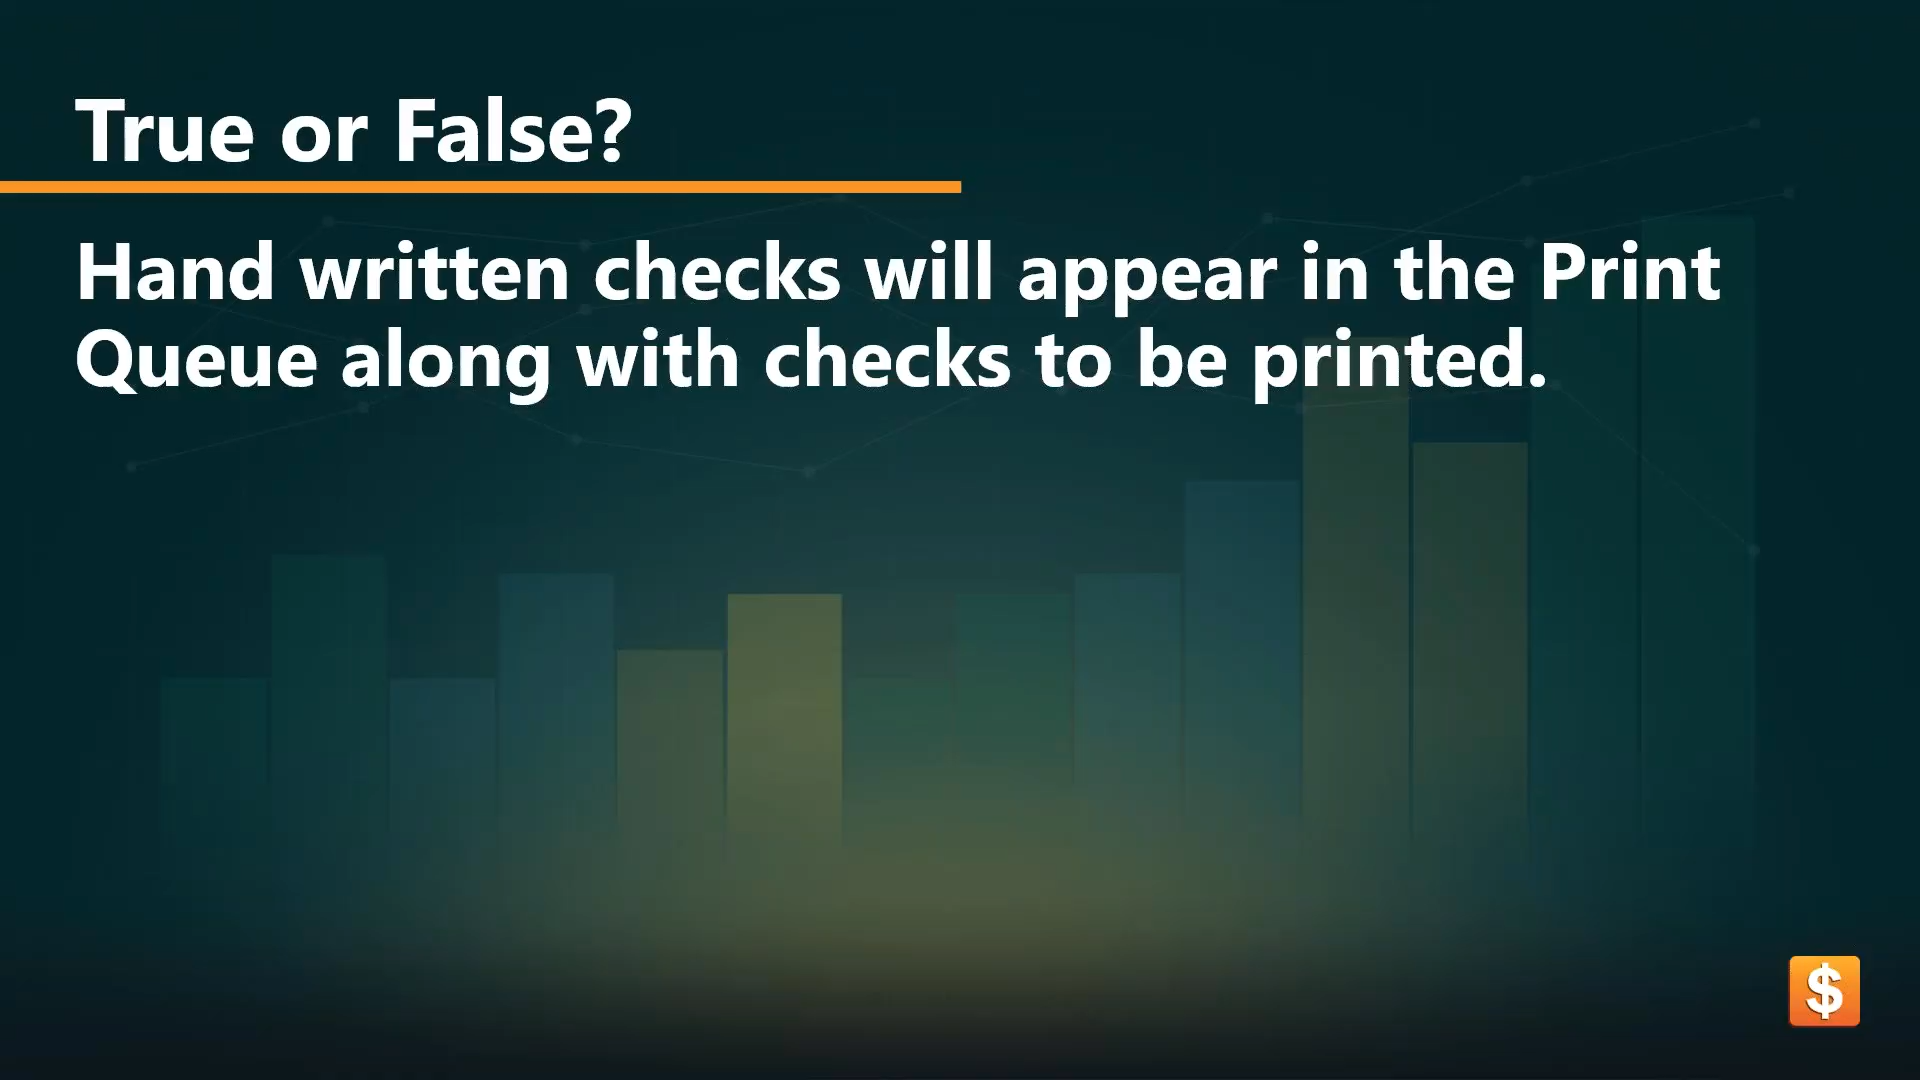 True or False?
Hand written checks will appear in the Print
Queue along with checks to be printed.
$